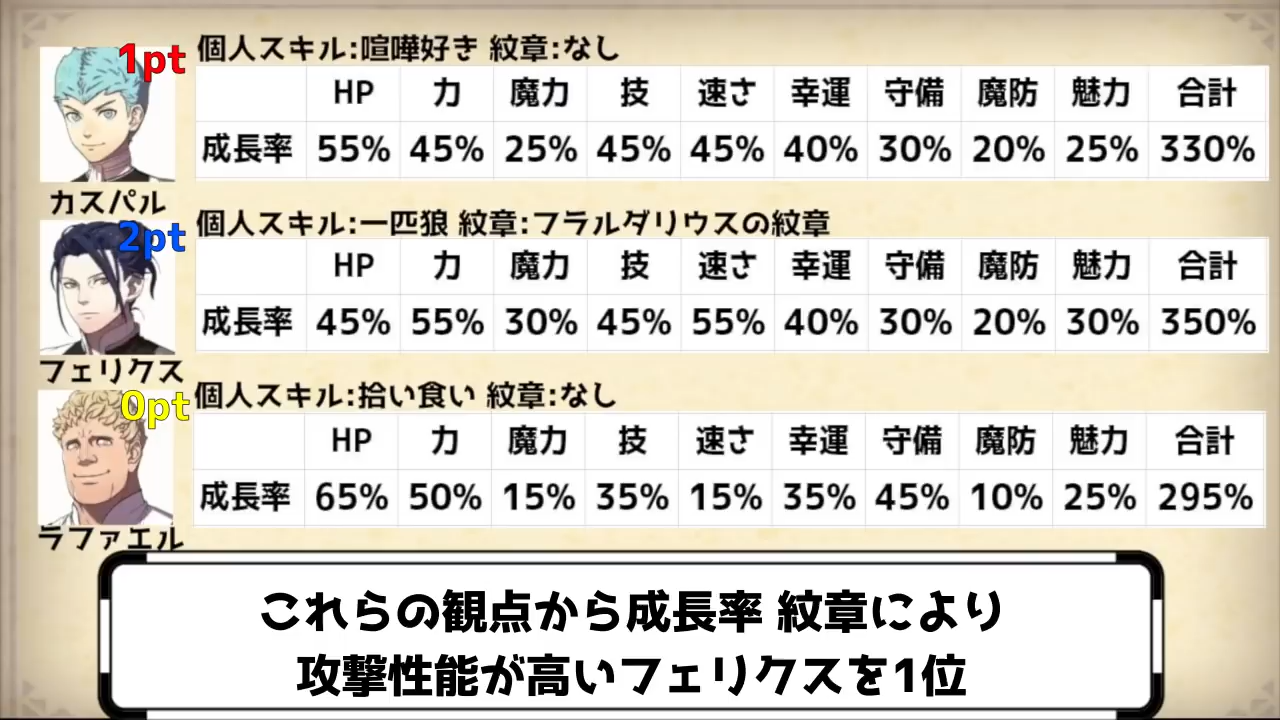 1pt
個人スキル:喧嘩好き 紋章:なし
HP 力 魔力 技 速さ 幸運 守備 魔防 魅力 合計
成長率 55% 45% 25% 45% 45% 40% 30% 20% 25% 330%
カスパル
2pt
個人スキル:一匹狼 紋章:フラルダリウスの紋章
HP 力 魔力 技 速さ 幸運 守備 魔防 魅力 合計
成長率 45% 55% 30% 45% 55% 40% 30% 20% 30% 350%
フェリクス
0pt
個人スキル:拾い食い 紋章:なし
HP 力 魔力 技 速さ 幸運 守備 魔防 魅力 合計
成長率 65% 50% 15% 35% 15% 35% 45% 10% 25% 295%
ラファエル
これらの観点から成長率 紋章により
攻撃性能が高いフェリクスを1位